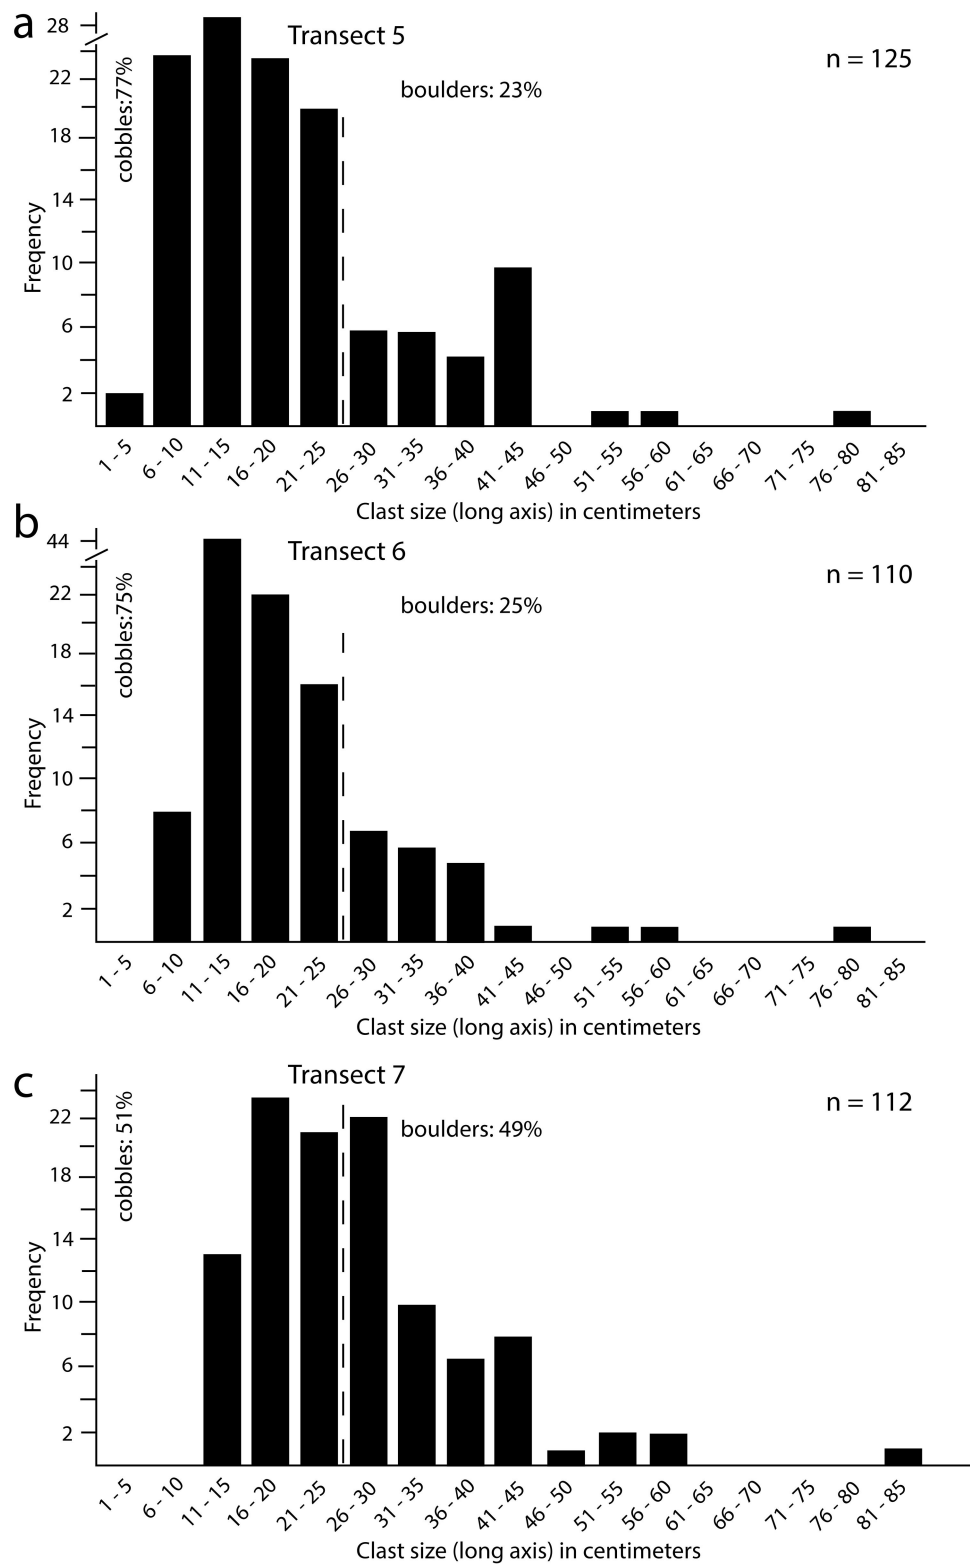 a
Transect 5
n = 125
cobbles:77%
boulders: 23%
28
22
18
14
10
6
2
Freqency
1 - 5
6 - 10
11 - 15
16 - 20
21 - 25
26 - 30
31 - 35
36 - 40
41 - 45
46 - 50
51 - 55
56 - 60
61 - 65
66 - 70
71 - 75
76 - 80
81 - 85
Clast size (long axis) in centimeters
b
Transect 6
n = 110
cobbles:75%
boulders: 25%
44
22
18
14
10
6
2
Freqency
1 - 5
6 - 10
11 - 15
16 - 20
21 - 25
26 - 30
31 - 35
36 - 40
41 - 45
46 - 50
51 - 55
56 - 60
61 - 65
66 - 70
71 - 75
76 - 80
81 - 85
Clast size (long axis) in centimeters
c
Transect 7
n = 112
cobbles: 51%
boulders: 49%
22
18
14
10
6
2
Freqency
1 - 5
6 - 10
11 - 15
16 - 20
21 - 25
26 - 30
31 - 35
36 - 40
41 - 45
46 - 50
51 - 55
56 - 60
61 - 65
66 - 70
71 - 75
76 - 80
81 - 85
Clast size (long axis) in centimeters